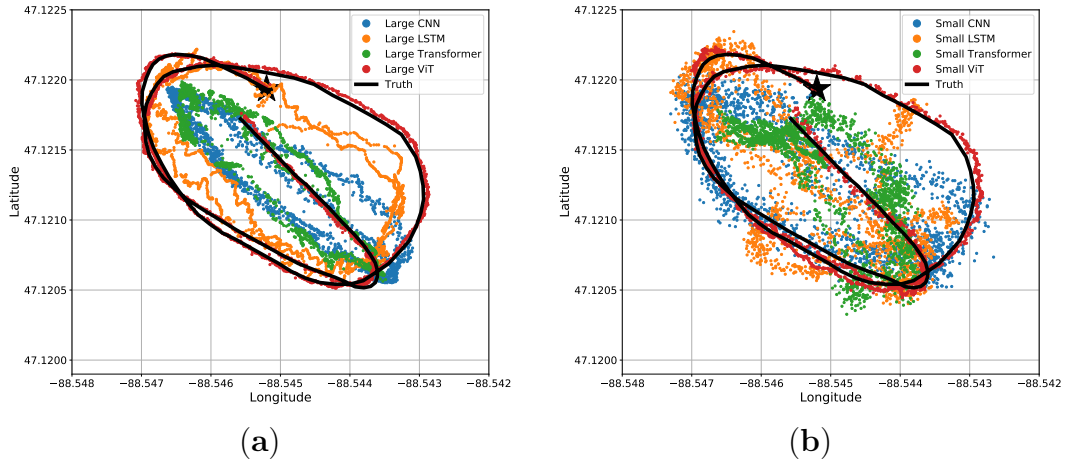 47.1225
47.1220
47.1215
47.1210
47.1205
47.1200
Latitude
−88.548
−88.547
−88.546
−88.545
−88.544
−88.543
−88.542
Longitude
Large CNN
Large LSTM
Large Transformer
Large ViT
Truth
(a)
47.1225
47.1220
47.1215
47.1210
47.1205
47.1200
Latitude
−88.548
−88.547
−88.546
−88.545
−88.544
−88.543
−88.542
Longitude
Small CNN
Small LSTM
Small Transformer
Small ViT
Truth
(b)